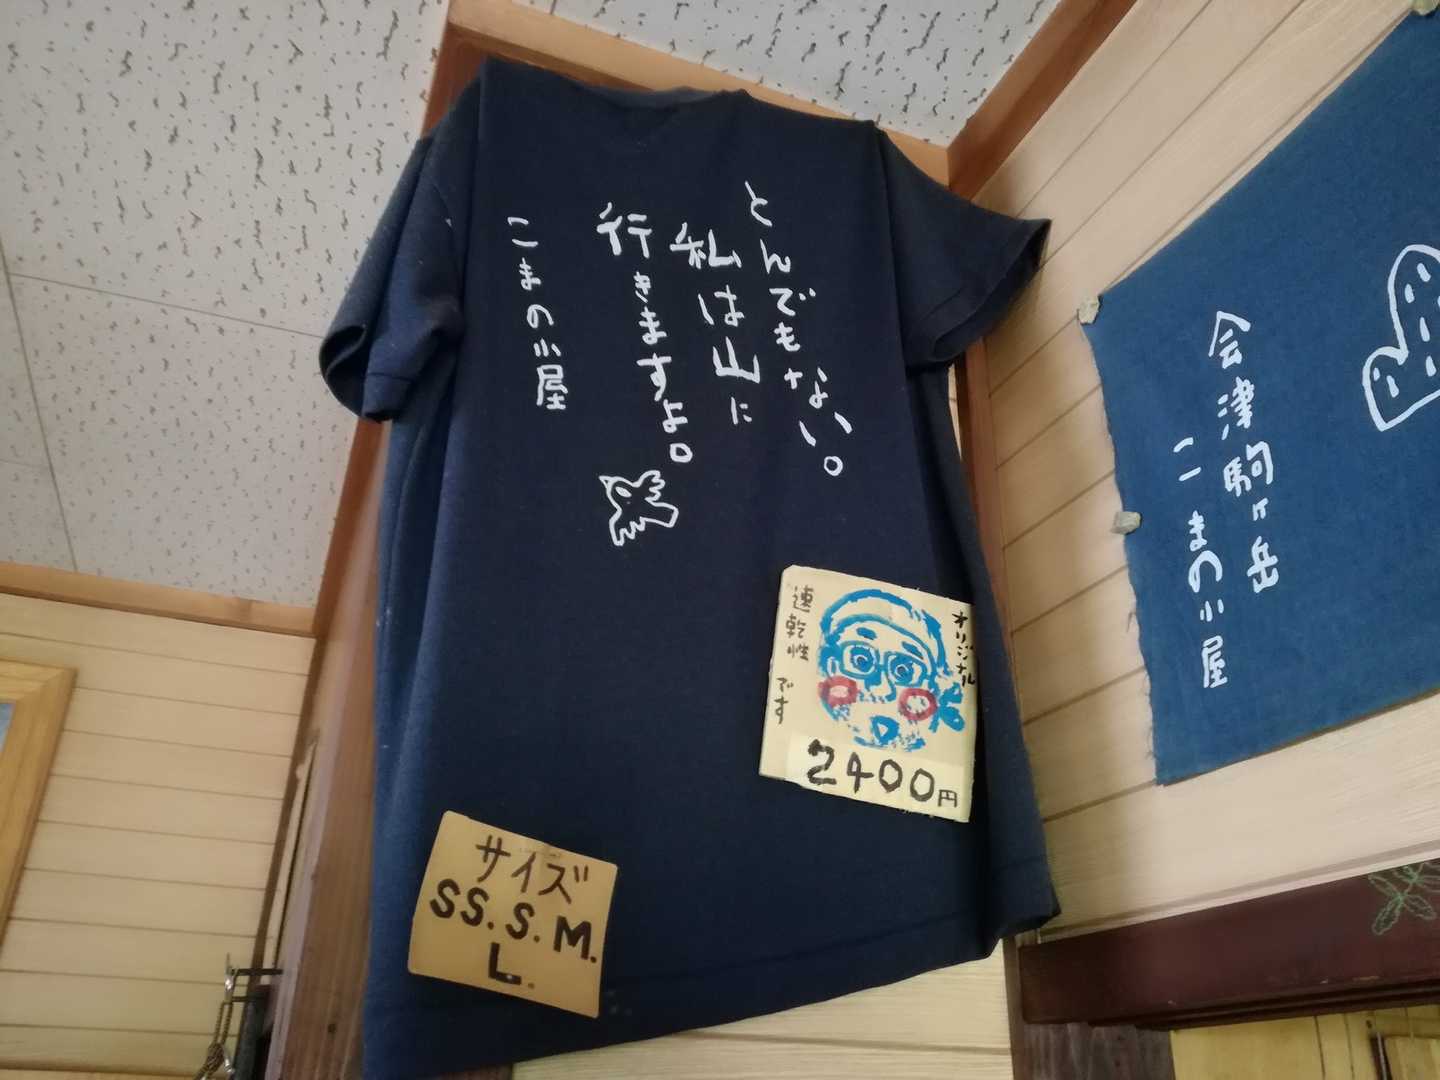 とんでもない。
私は山に
行きますよ。
こまの小屋
オリジナル
速乾性です
2400円
サイズ
SS.S.M.
L.
会津駒ヶ岳
こまの小屋